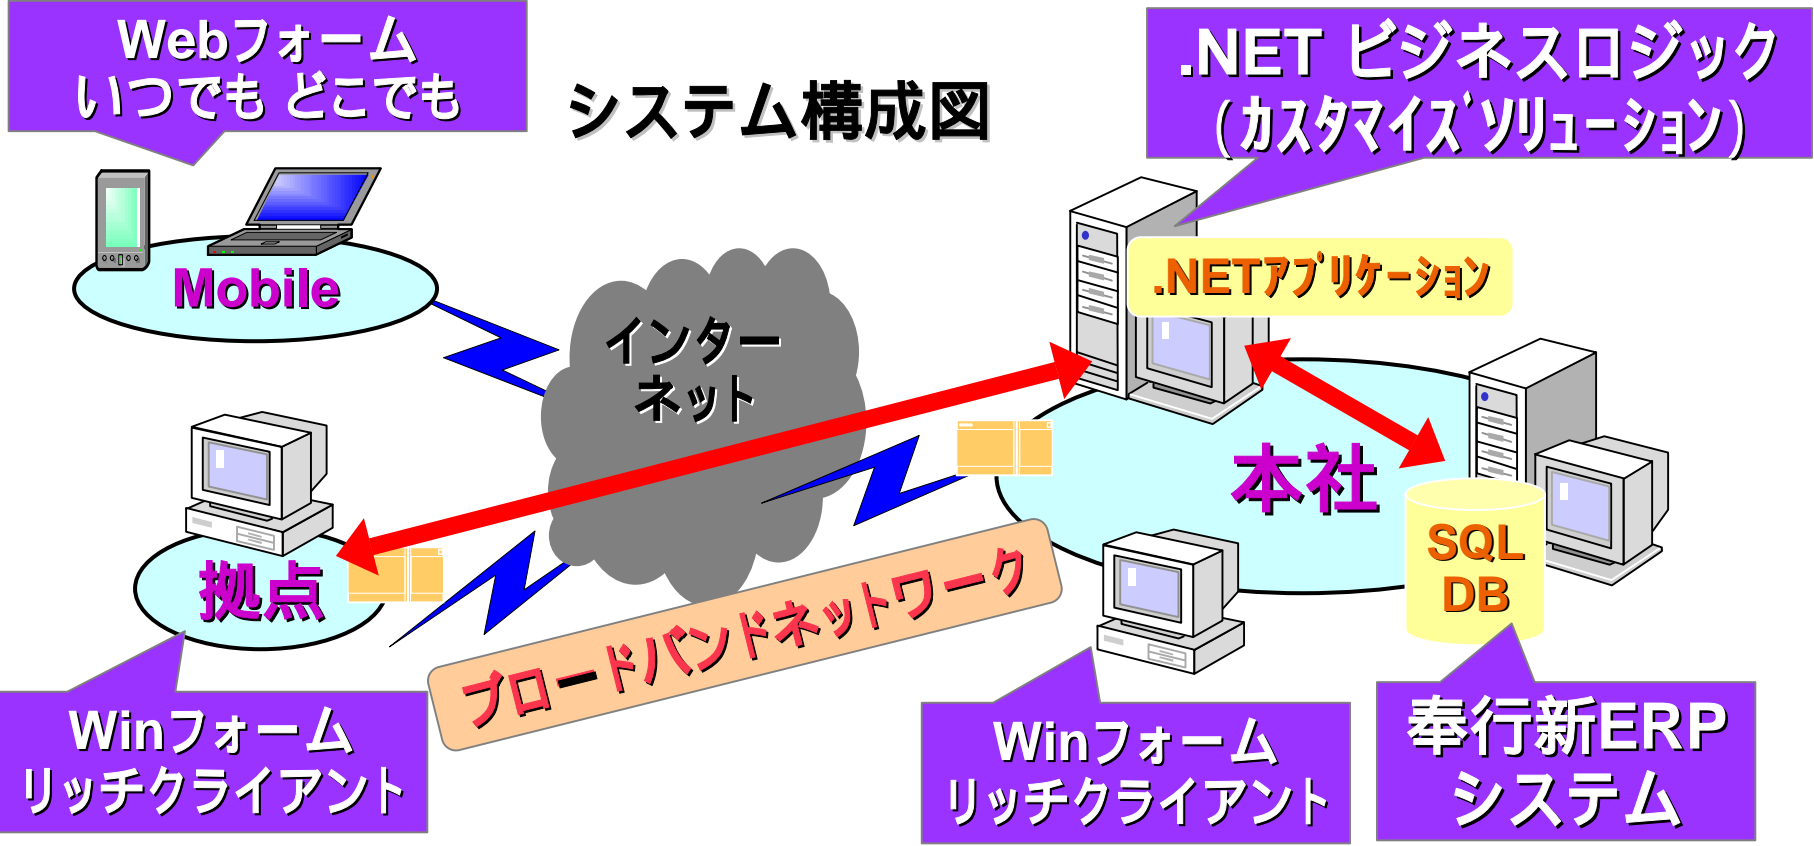 Webフォーム
いつでも どこでも
システム構成図
.NET ビジネスロジック
(ｶｽﾀﾏｲｽﾞｿﾘｭｰｼｮﾝ)
Mobile
.NETｱﾌﾟﾘｹｰｼｮﾝ
インター
ネット
本社
SQL
DB
拠点
ブロードバンドネットワーク
Winフォーム
リッチクライアント
Winフォーム
リッチクライアント
奉行新ERP
システム